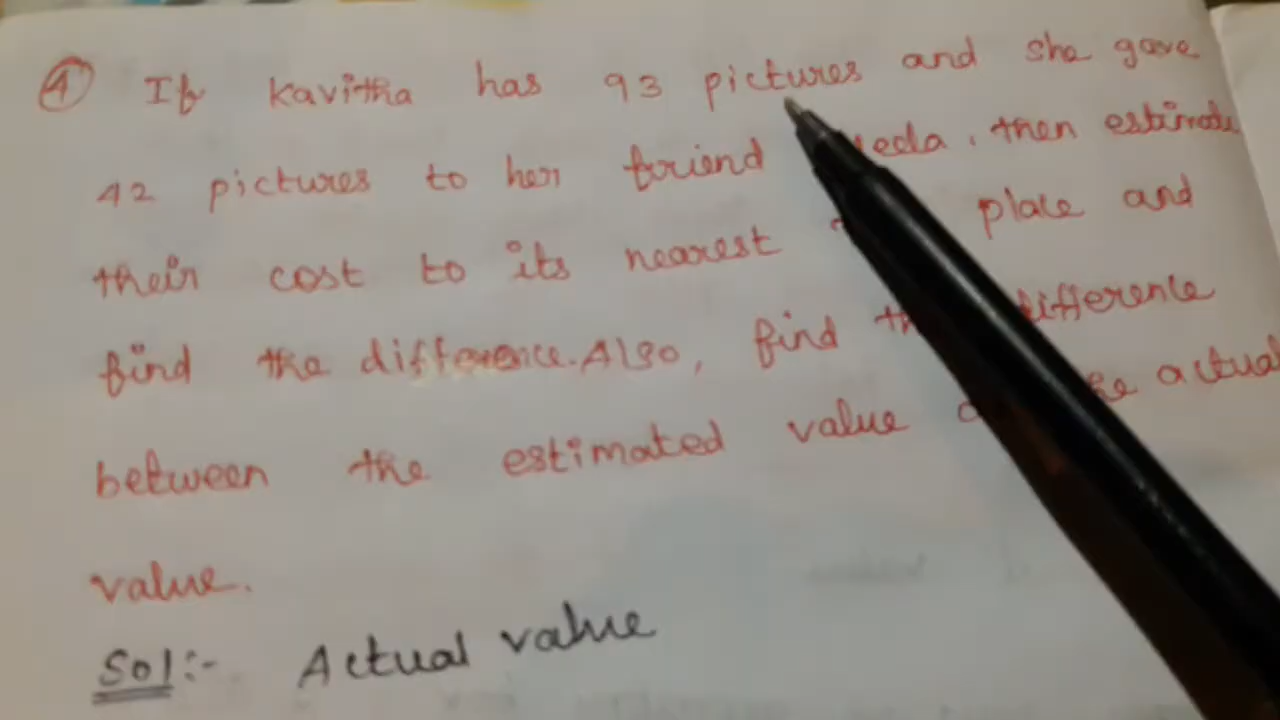 4 If Kavitha has 93 pictures and she gave
42 pictures to her friend then estimate
their cost to its nearest place and
find the difference. Also, find difference
between the estimated value actual
value.
Sol:- Actual value